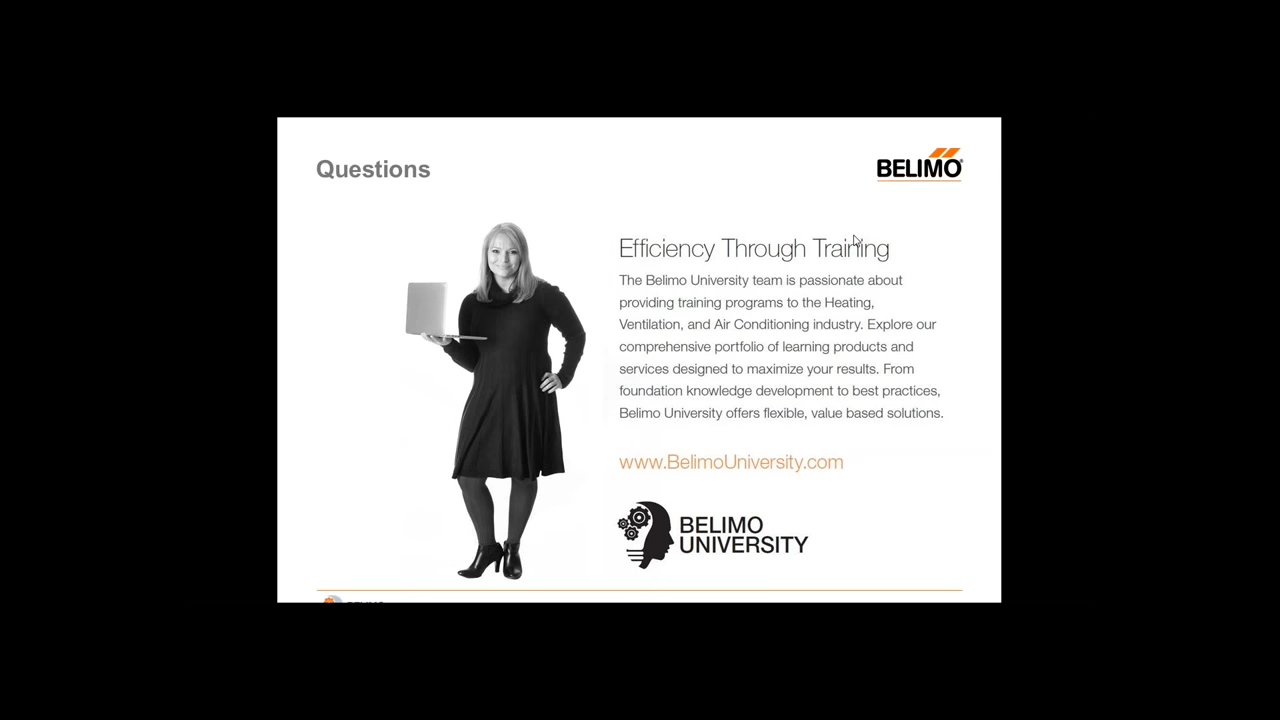 Questions
BELIMO
Efficiency Through Training
The Belimo University team is passionate about
providing training programs to the Heating,
Ventilation, and Air Conditioning industry. Explore our
comprehensive portfolio of learning products and
services designed to maximize your results. From
foundation knowledge development to best practices,
Belimo University offers flexible, value based solutions.
www.BelimoUniversity.com
BELIMO
UNIVERSITY